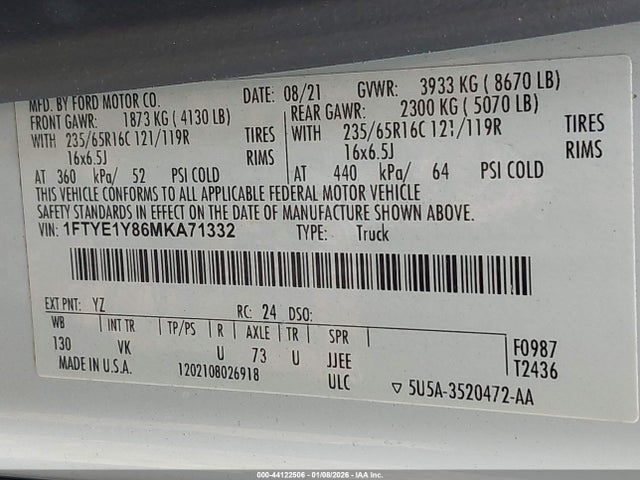 MFD. BY FORD MOTOR CO. DATE: 08/21 GVWR: 3933 KG ( 8670 LB)
FRONT GAWR: 1873 KG ( 4130 LB) REAR GAWR: 2300 KG ( 5070 LB)
WITH 235/65R16C 121/119R TIRES WITH 235/65R16C 121/119R TIRES
16x6.5J RIMS 16x6.5J RIMS
AT 360 kPa/ 52 PSI COLD AT 440 kPa/ 64 PSI COLD
THIS VEHICLE CONFORMS TO ALL APPLICABLE FEDERAL MOTOR VEHICLE
SAFETY STANDARDS IN EFFECT ON THE DATE OF MANUFACTURE SHOWN ABOVE.
VIN: 1FTYE1Y86MKA71332 TYPE: Truck
EXT PNT: YZ RC: 24 DSO:
WB INT TR TP/PS R AXLE TR SPR
130 VK U 73 U JJEE F0987
MADE IN U.S.A. 1202108026918 ULC T2436
▽ 5U5A-3520472-AA
000-44122506 - 01/08/2026 - IAA Inc.